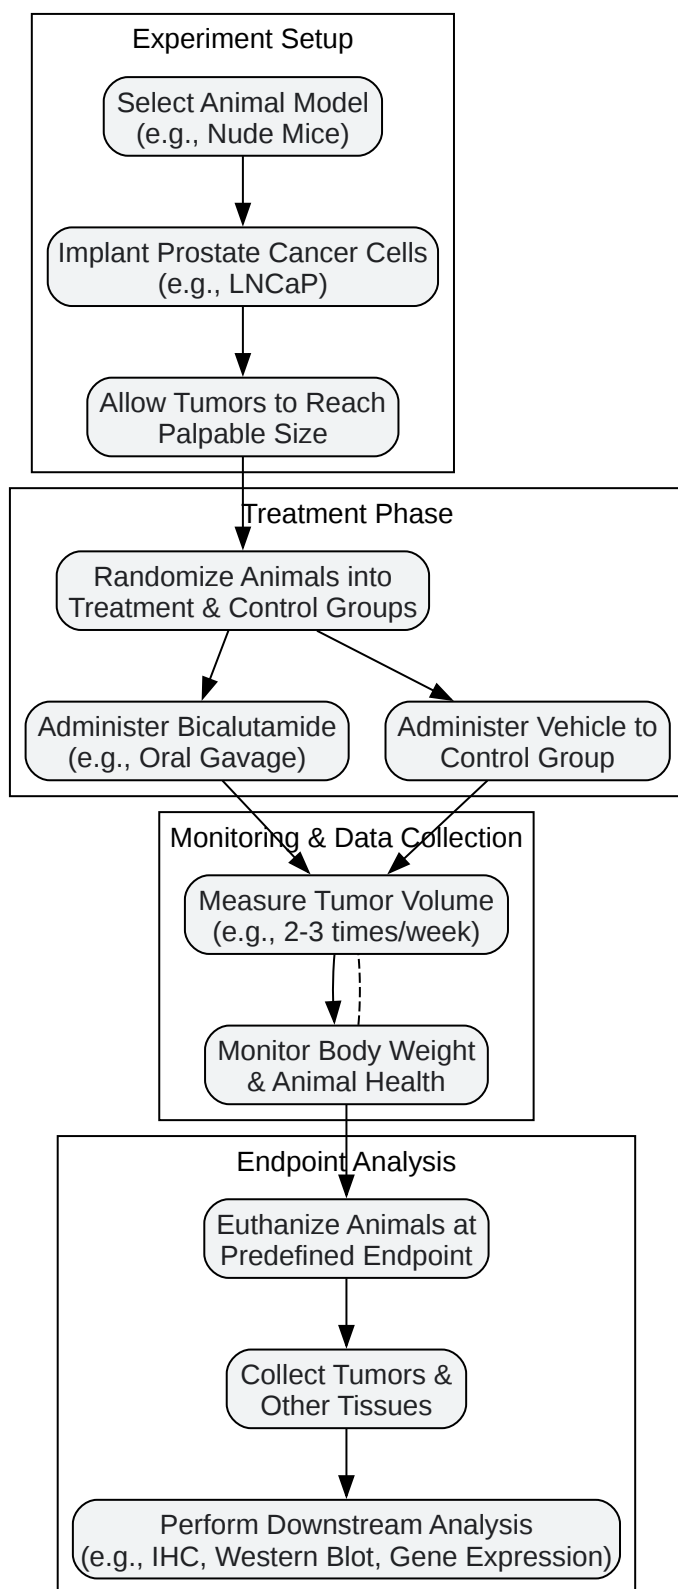 Experiment Setup
Select Animal Model
(e.g., Nude Mice)
Implant Prostate Cancer Cells
(e.g., LNCaP)
Allow Tumors to Reach
Palpable Size
Treatment Phase
Randomize Animals into
Treatment & Control Groups
Administer Bicalutamide
(e.g., Oral Gavage)
Administer Vehicle to
Control Group
Monitoring & Data Collection
Measure Tumor Volume
(e.g., 2-3 times/week)
Monitor Body Weight
& Animal Health
Endpoint Analysis
Euthanize Animals at
Predefined Endpoint
Collect Tumors &
Other Tissues
Perform Downstream Analysis
(e.g., IHC, Western Blot, Gene Expression)